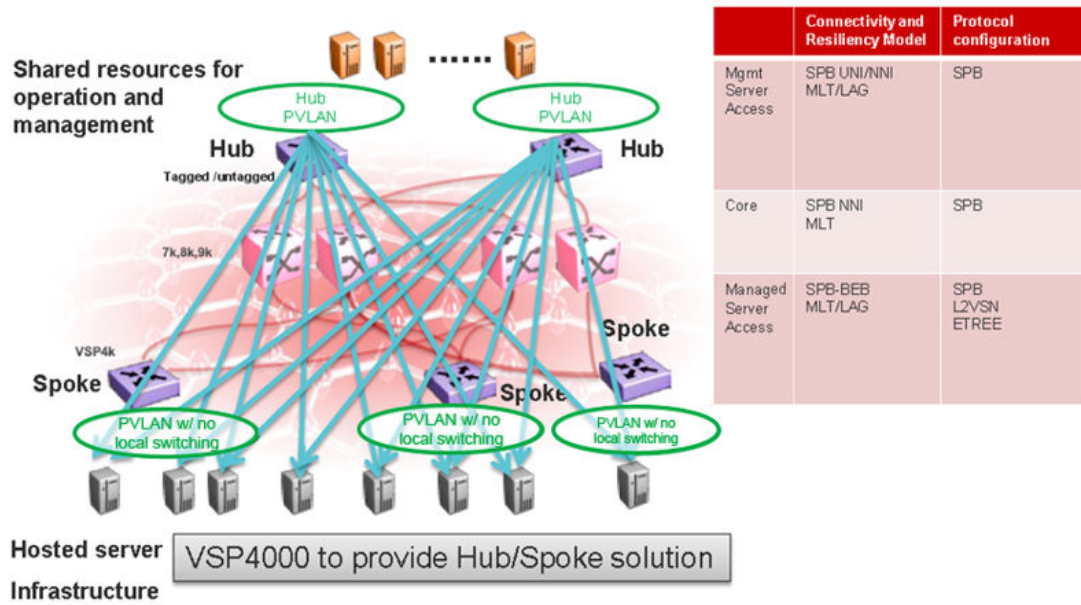 Shared resources for
operation and
management
Hub
PVLAN
Hub
PVLAN
Hub
Hub
Tagged /untagged
7k,8k,9k
VSP4k
Spoke
Spoke
Spoke
PVLAN w/ no
local switching
PVLAN w/ no
local switching
PVLAN w/ no
local switching
Hosted server
Infrastructure
VSP4000 to provide Hub/Spoke solution
Connectivity and
Resiliency Model
Protocol
configuration
Mgmt
Server
Access
SPB UNI/NNI
MLT/LAG
SPB
Core
SPB NNI
MLT
SPB
Managed
Server
Access
SPB-BEB
MLT/LAG
SPB
L2VSN
ETREE